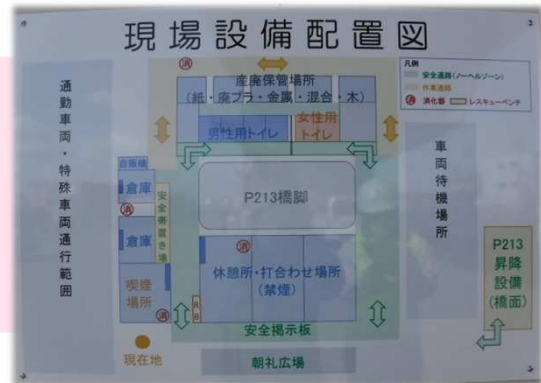 現場設備配置図
凡例
安全通路(ノーヘルゾーン)
作業通路
消 消化器 レスキューベンチ
消
産廃保管場所
(紙・廃プラ・金属・混合・木)
通勤車両・特殊車両通行範囲
男性用トイレ
女性用
トイレ
車両待機場所
自販機
倉庫
消
倉庫
安全帯置き場
P213橋脚
消
休憩所・打合わせ場所
(禁煙)
喫煙
場所
消
P213
昇降
設備
(橋面)
安全掲示板
現在地
朝礼広場